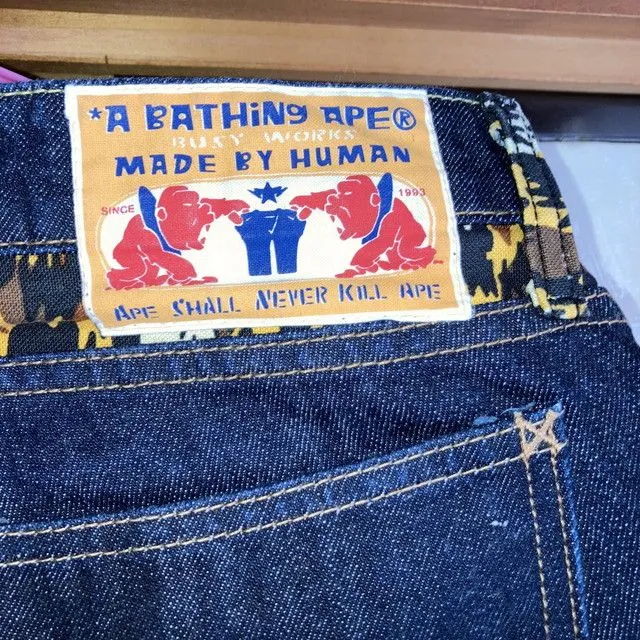 *A BATHING APE®
BUSY WORKS
MADE BY HUMAN
SINCE 1993
APE SHALL NEVER KILL APE